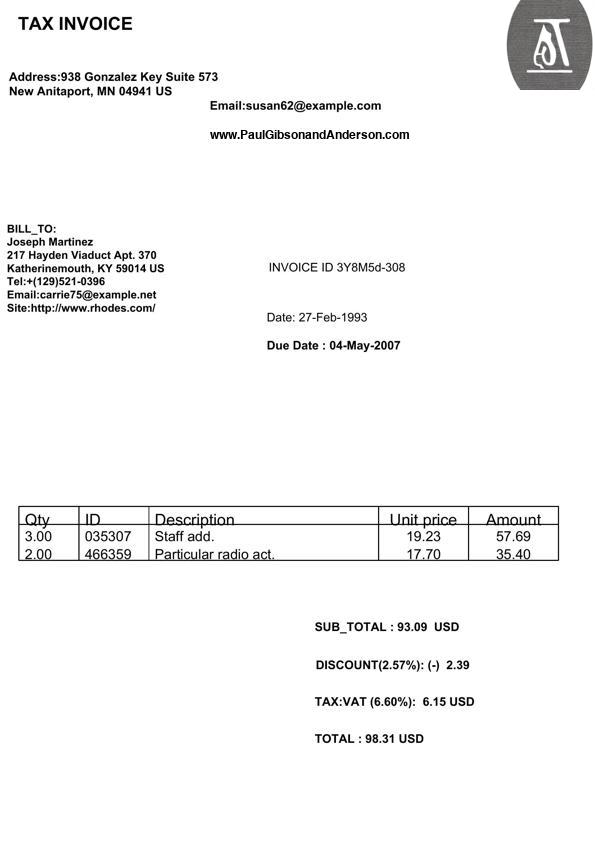 TAX INVOICE
Address:938 Gonzalez Key Suite 573
New Anitaport, MN 04941 US
Email:susan62@example.com
www.PaulGibsonandAnderson.com
BILL_TO:
Joseph Martinez
217 Hayden Viaduct Apt. 370
Katherinemouth, KY 59014 US
Tel:+(129)521-0396
Email:carrie75@example.net
Site:http://www.rhodes.com/
INVOICE ID 3Y8M5d-308
Date: 27-Feb-1993
Due Date : 04-May-2007
Qty ID Description Unit price Amount
3.00 035307 Staff add. 19.23 57.69
2.00 466359 Particular radio act. 17.70 35.40
SUB_TOTAL : 93.09 USD
DISCOUNT(2.57%): (-) 2.39
TAX:VAT (6.60%): 6.15 USD
TOTAL : 98.31 USD